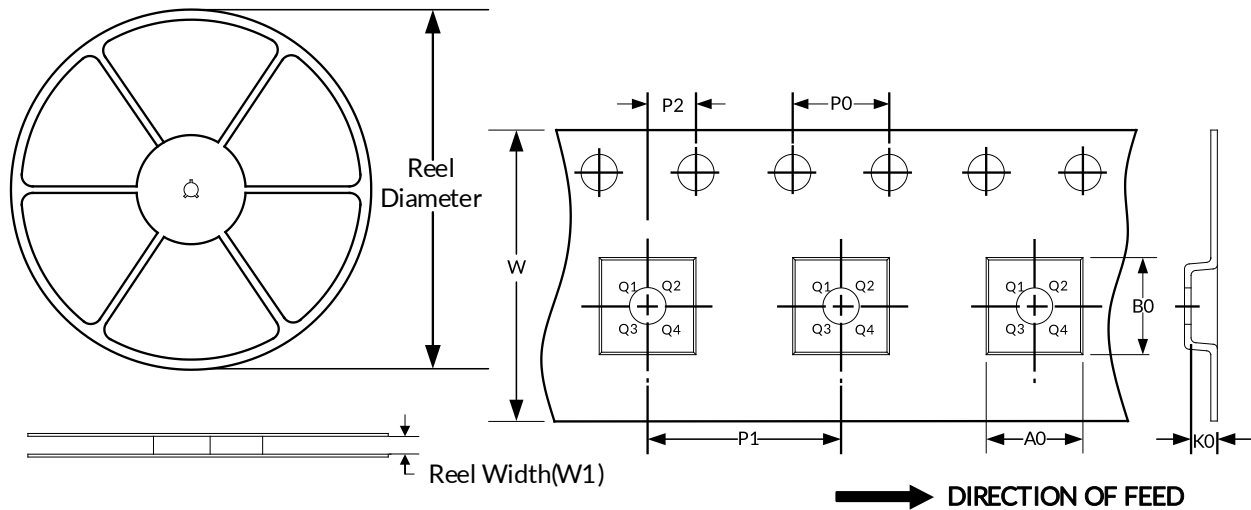 P2
P0
Reel
Diameter
W
Q1 Q2
Q3 Q4
Q1 Q2
Q3 Q4
Q1 Q2
Q3 Q4
B0
P1
A0
K0
Reel Width(W1)
DIRECTION OF FEED